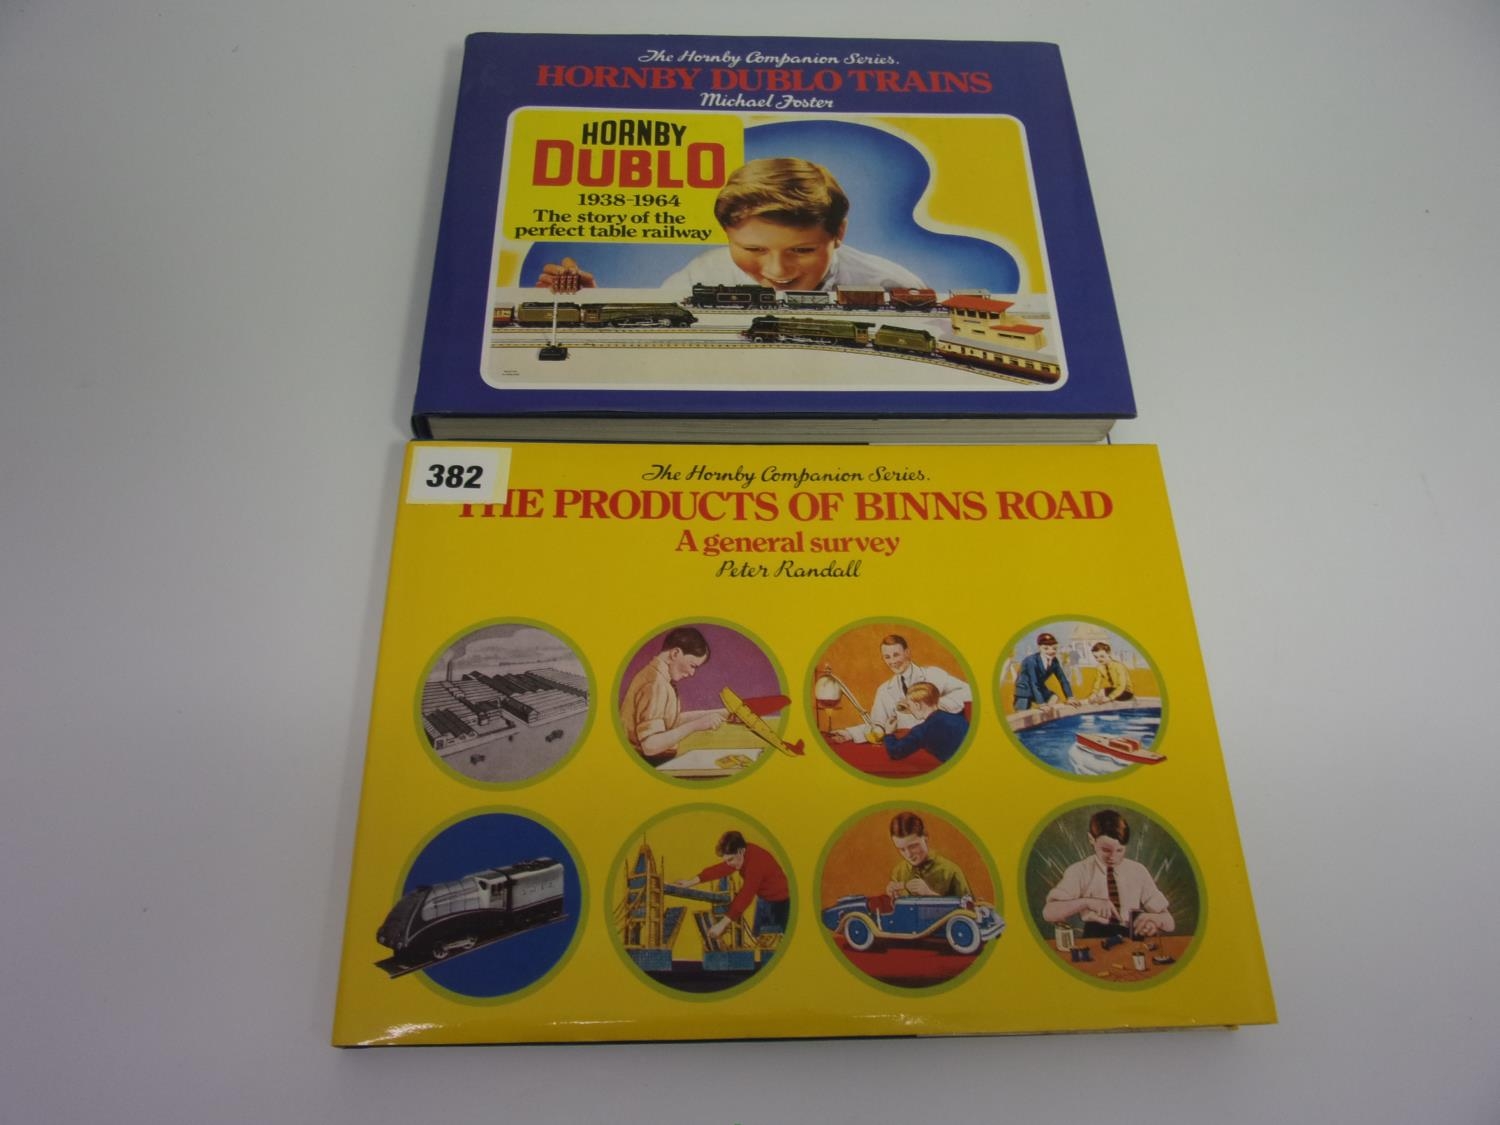 The Hornby Companion Series.
HORNBY DUBLO TRAINS
Michael Foster
HORNBY
DUBLO
1938-1964
The story of the
perfect table railway
382
The Hornby Companion Series.
THE PRODUCTS OF BINNS ROAD
A general survey
Peter Randall